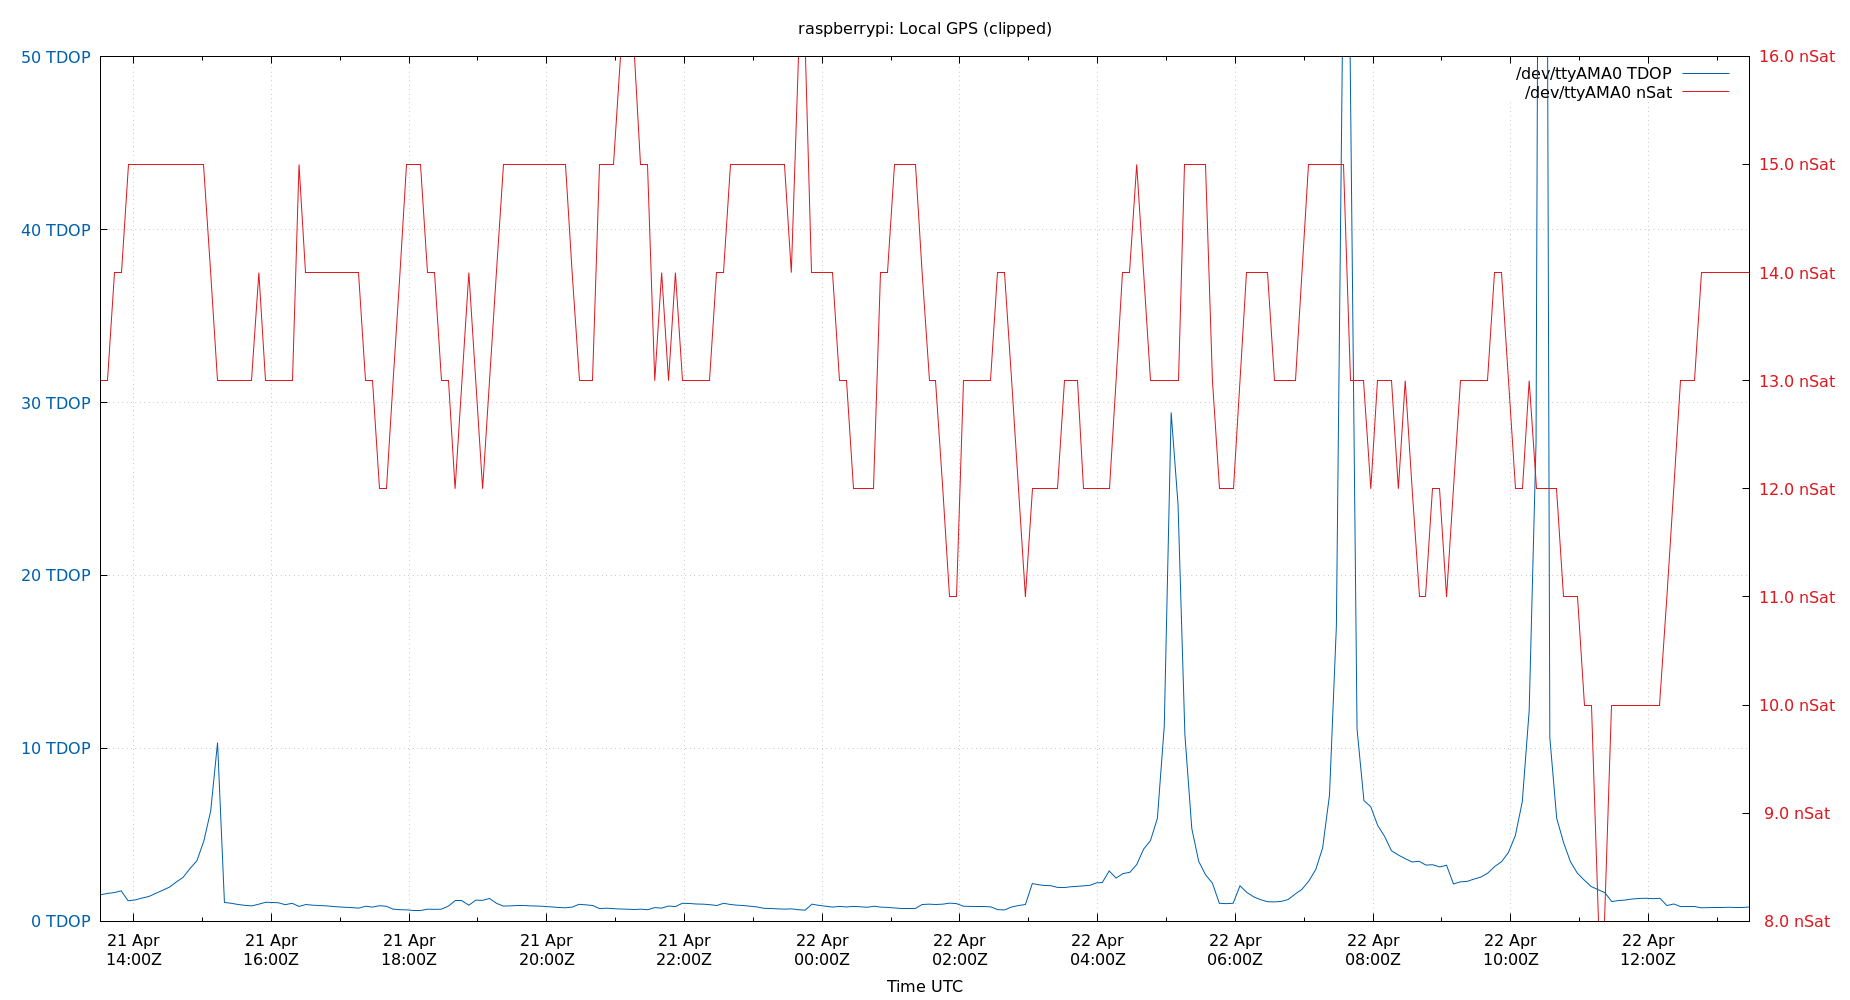 raspberrypi: Local GPS (clipped)
50 TDOP
40 TDOP
30 TDOP
20 TDOP
10 TDOP
0 TDOP
/dev/ttyAMA0 TDOP
/dev/ttyAMA0 nSat
16.0 nSat
15.0 nSat
14.0 nSat
13.0 nSat
12.0 nSat
11.0 nSat
10.0 nSat
9.0 nSat
8.0 nSat
21 Apr
14:00Z
21 Apr
16:00Z
21 Apr
18:00Z
21 Apr
20:00Z
21 Apr
22:00Z
22 Apr
00:00Z
22 Apr
02:00Z
22 Apr
04:00Z
22 Apr
06:00Z
22 Apr
08:00Z
22 Apr
10:00Z
22 Apr
12:00Z
Time UTC